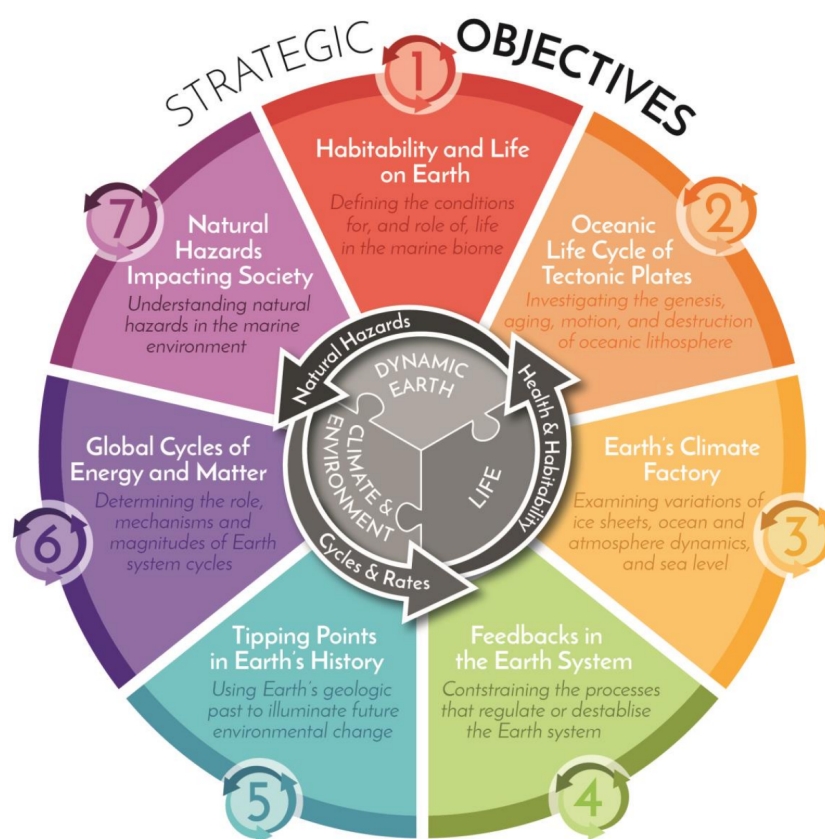 STRATEGIC OBJECTIVES
1
Habitability and Life
on Earth
Defining the conditions
for, and role of, life
in the marine biome
2
Oceanic
Life Cycle of
Tectonic Plates
Investigating the genesis,
aging, motion, and destruction
of oceanic lithosphere
3
Earth's Climate
Factory
Examining variations of
ice sheets, ocean and
atmosphere dynamics,
and sea level
4
Feedbacks in
the Earth System
Contstraining the processes
that regulate or destablise
the Earth system
5
Tipping Points
in Earth's History
Using Earth's geologic
past to illuminate future
environmental change
6
Global Cycles of
Energy and Matter
Determining the role,
mechanisms and
magnitudes of Earth
system cycles
7
Natural
Hazards
Impacting Society
Understanding natural
hazards in the marine
environment
Natural Hazards
Health & Habitability
Cycles & Rates
DYNAMIC
EARTH
CLIMATE &
ENVIRONMENT
LIFE